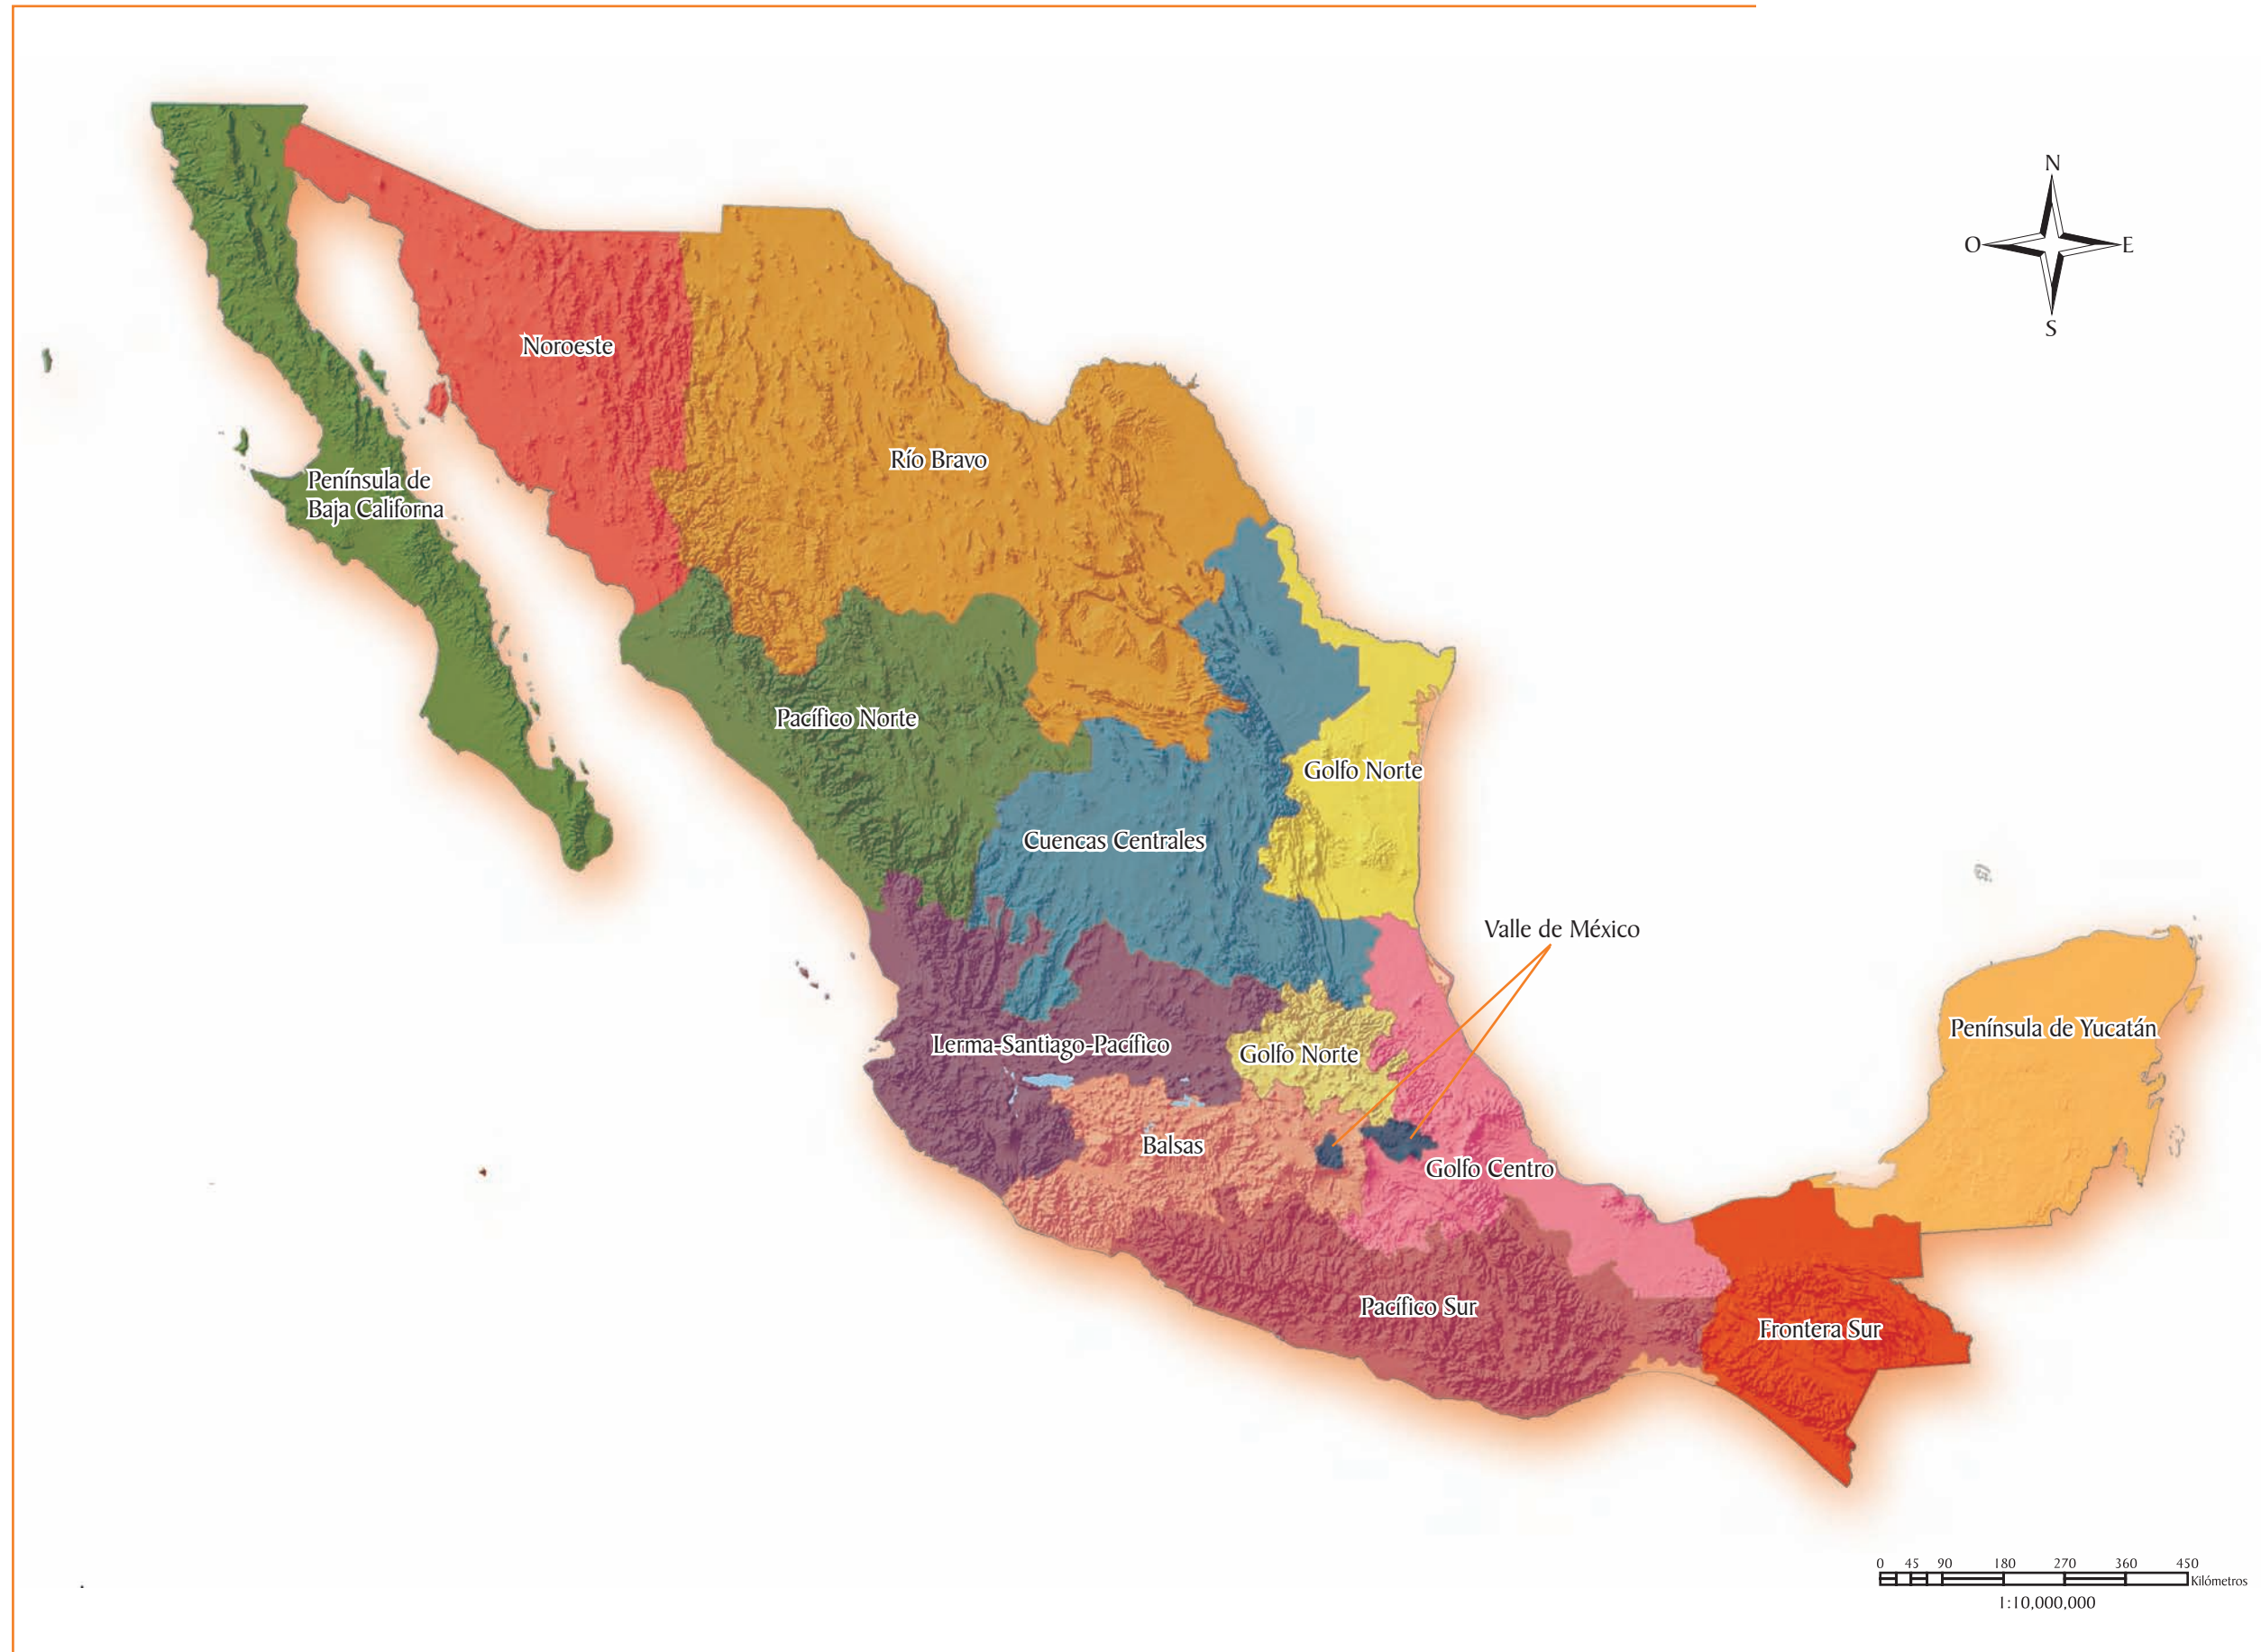 N
O
E
S
Noroeste
Río Bravo
Península de
Baja Californa
Pacífico Norte
Golfo Norte
Cuencas Centrales
Valle de México
Península de Yucatán
Lerma-Santiago-Pacífico
Golfo Norte
Balsas
Golfo Centro
Pacífico Sur
Frontera Sur
0 45 90 180 270 360 450
Kilómetros
1:10,000,000